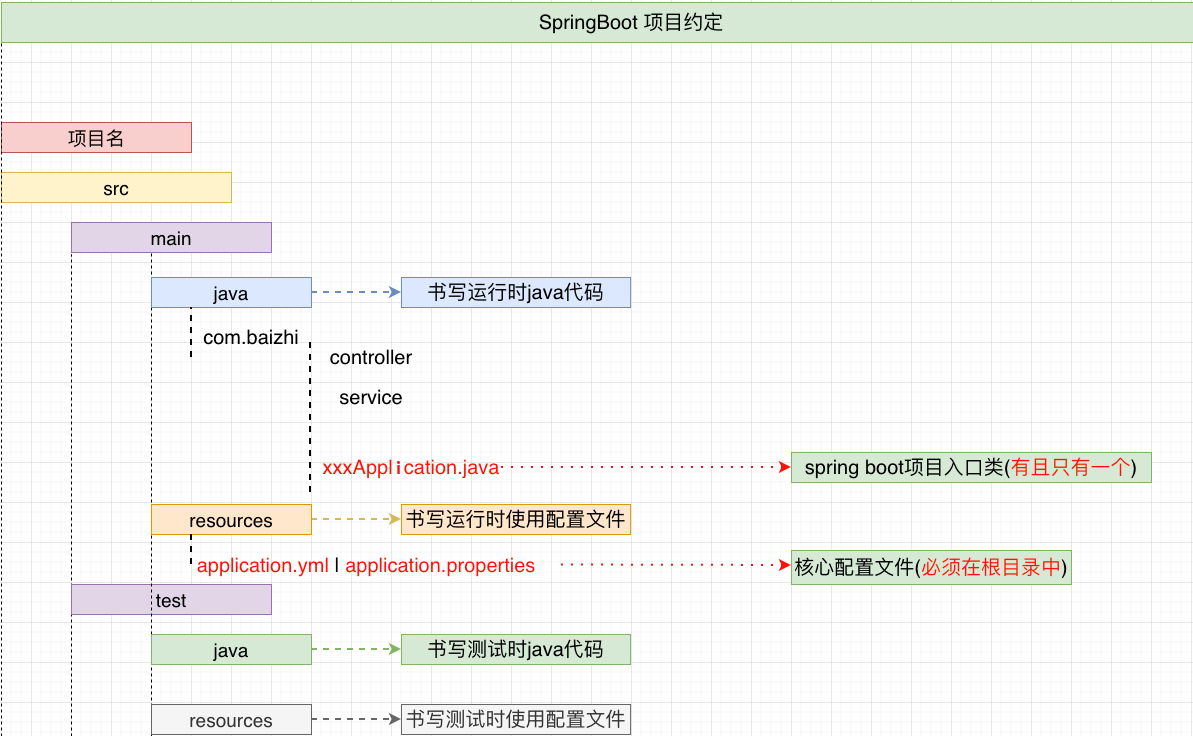 SpringBoot 项目约定
项目名
src
main
java 书写运行时java代码
com.baizhi
controller
service
xxxApplication.java spring boot项目入口类(有且只有一个)
resources 书写运行时使用配置文件
application.yml | application.properties 核心配置文件(必须在根目录中)
test
java 书写测试时java代码
resources 书写测试时使用配置文件